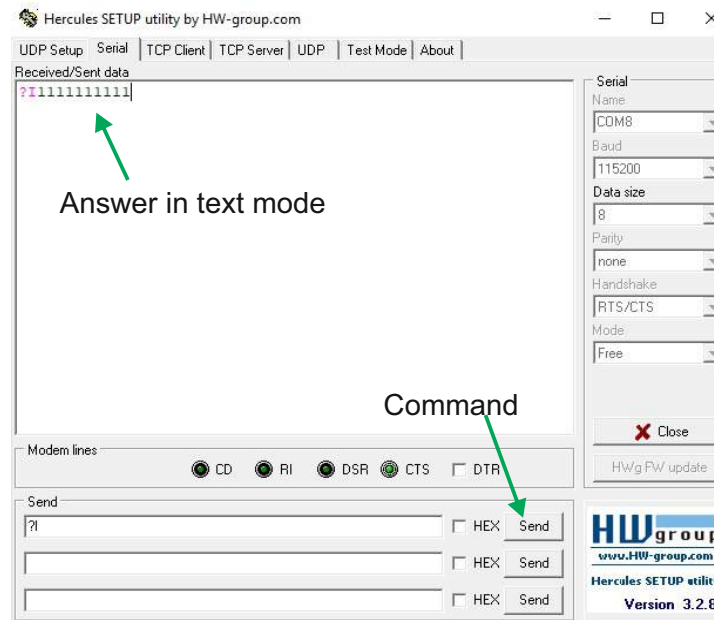 Hercules SETUP utility by HW-group.com
UDP Setup Serial TCP Client TCP Server UDP Test Mode About
Received/Sent data
?I1111111111
Answer in text mode
Command
Serial
Name
COM8
Baud
115200
Data size
8
Parity
none
Handshake
RTS/CTS
Mode
Free
Close
HWg FW update
Modem lines
CD RI DSR CTS DTR
Send
?I HEX Send
HEX Send
HEX Send
HW group
www.HW-group.com
Hercules SETUP utilit
Version 3.2.8